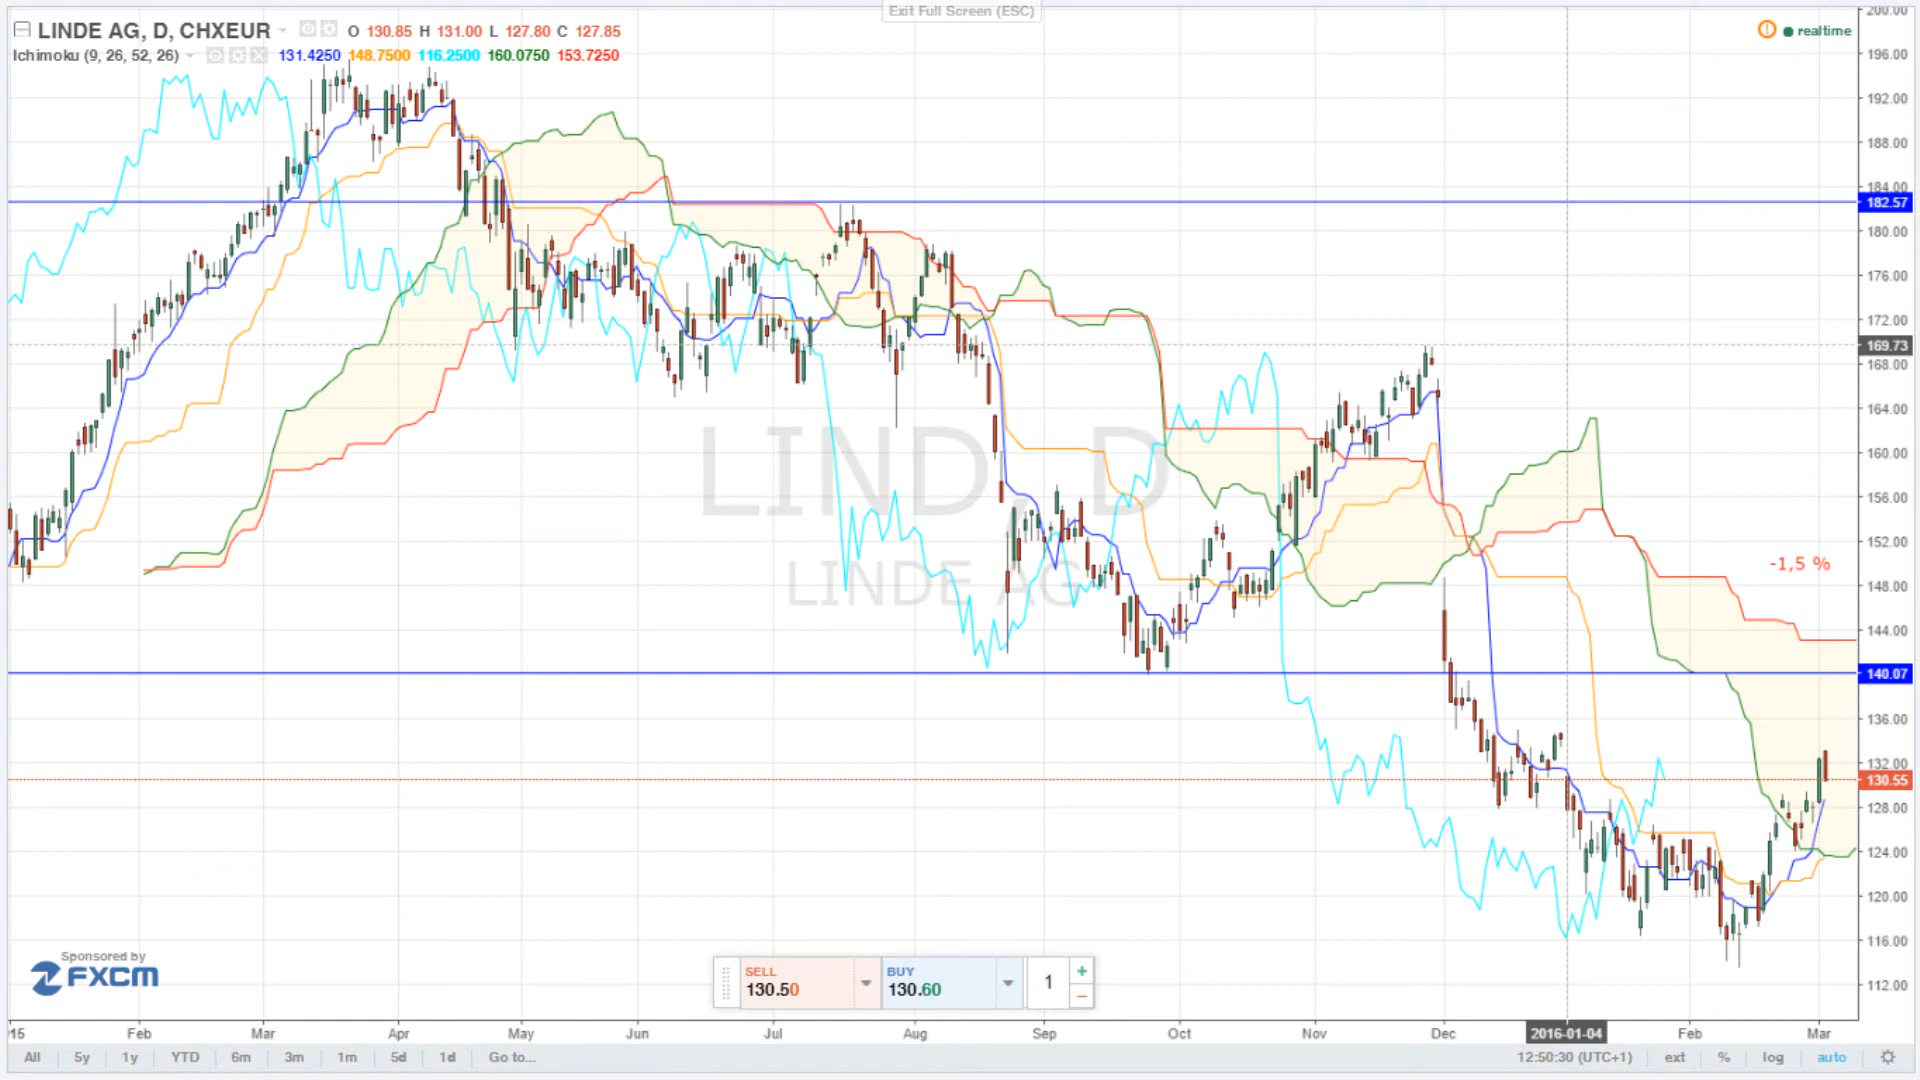 Exit Full Screen (ESC)
LINDE AG, D, CHXEUR O 130.85 H 131.00 L 127.80 C 127.85
Ichimoku (9, 26, 52, 26) 131.4250 148.7500 116.2500 160.0750 153.7250
realtime
200.00
196.00
192.00
188.00
184.00
182.57
180.00
176.00
172.00
169.73
168.00
164.00
160.00
156.00
152.00
148.00
144.00
140.07
136.00
132.00
130.55
128.00
124.00
120.00
116.00
112.00
LIND, D
LINDE AG
-1,5 %
Sponsored by
FXCM
SELL
130.50
BUY
130.60
1
+
−
'15 Feb Mar Apr May Jun Jul Aug Sep Oct Nov Dec 2016-01-04 Feb Mar
All 5y 1y YTD 6m 3m 1m 5d 1d Go to... 12:50:30 (UTC+1) ext % log auto